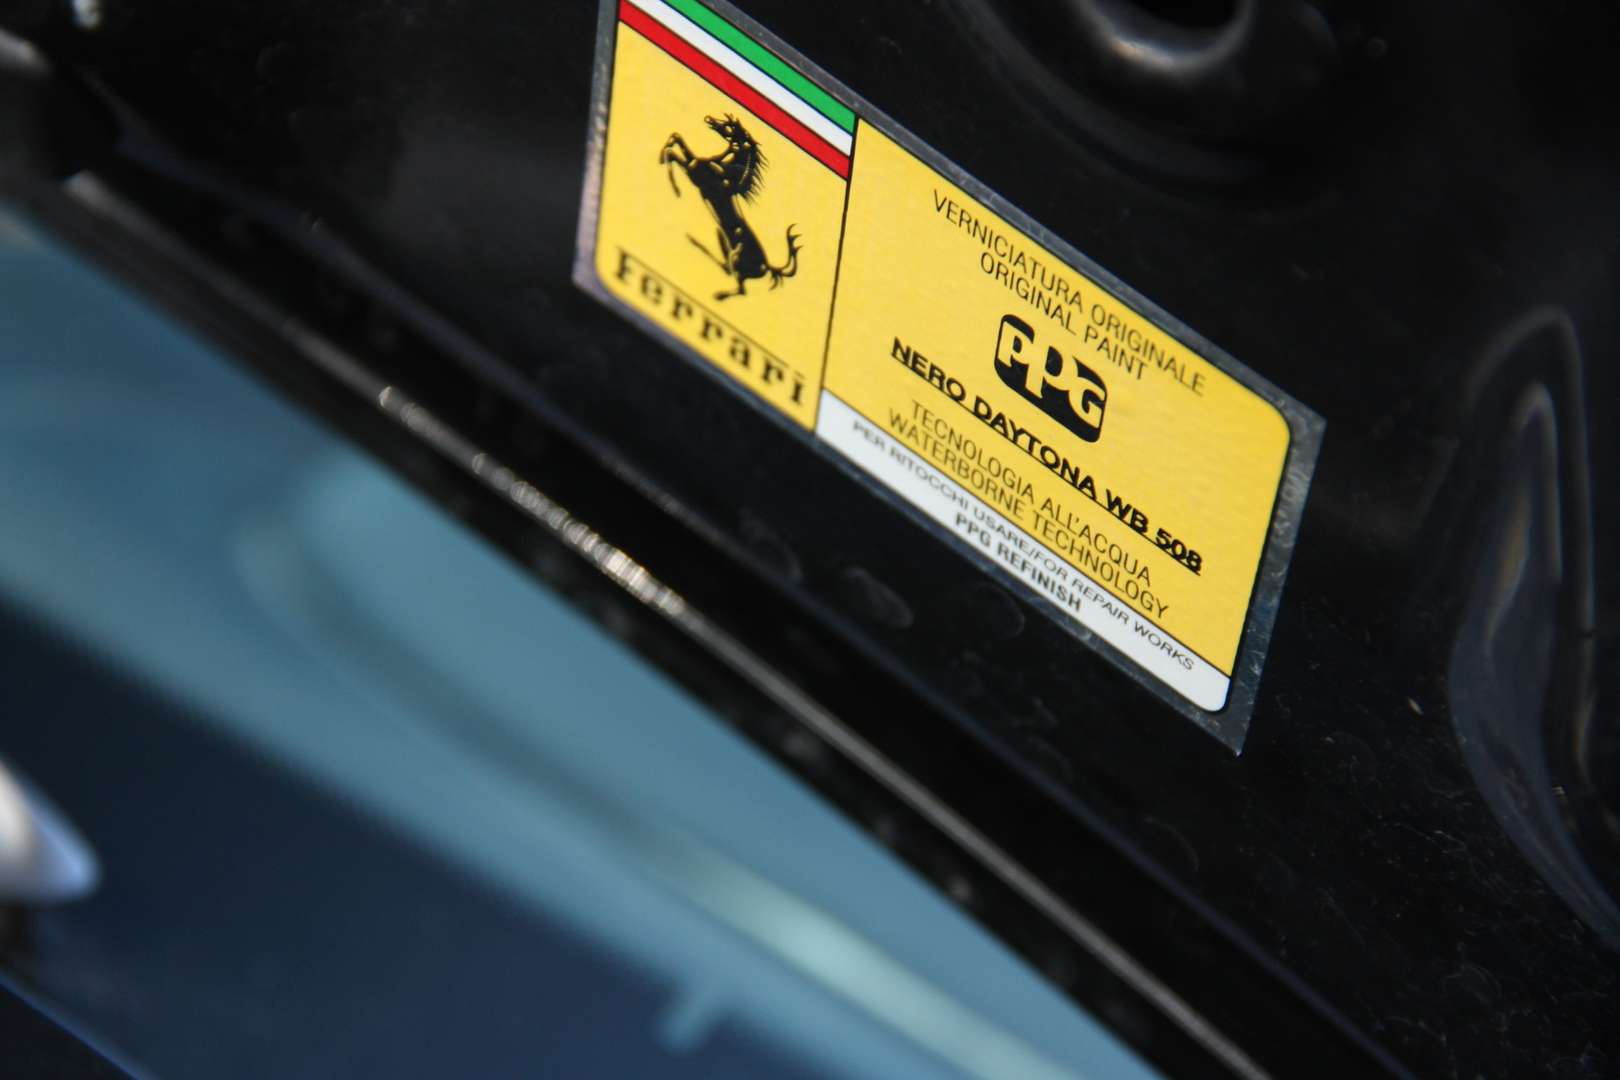 Ferrari
VERNICIATURA ORIGINALE
ORIGINAL PAINT
PPG
NERO DAYTONA WB 508
TECNOLOGIA ALL'ACQUA
WATERBORNE TECHNOLOGY
PER RITOCCHI USARE/FOR REPAIR WORKS
PPG REFINISH